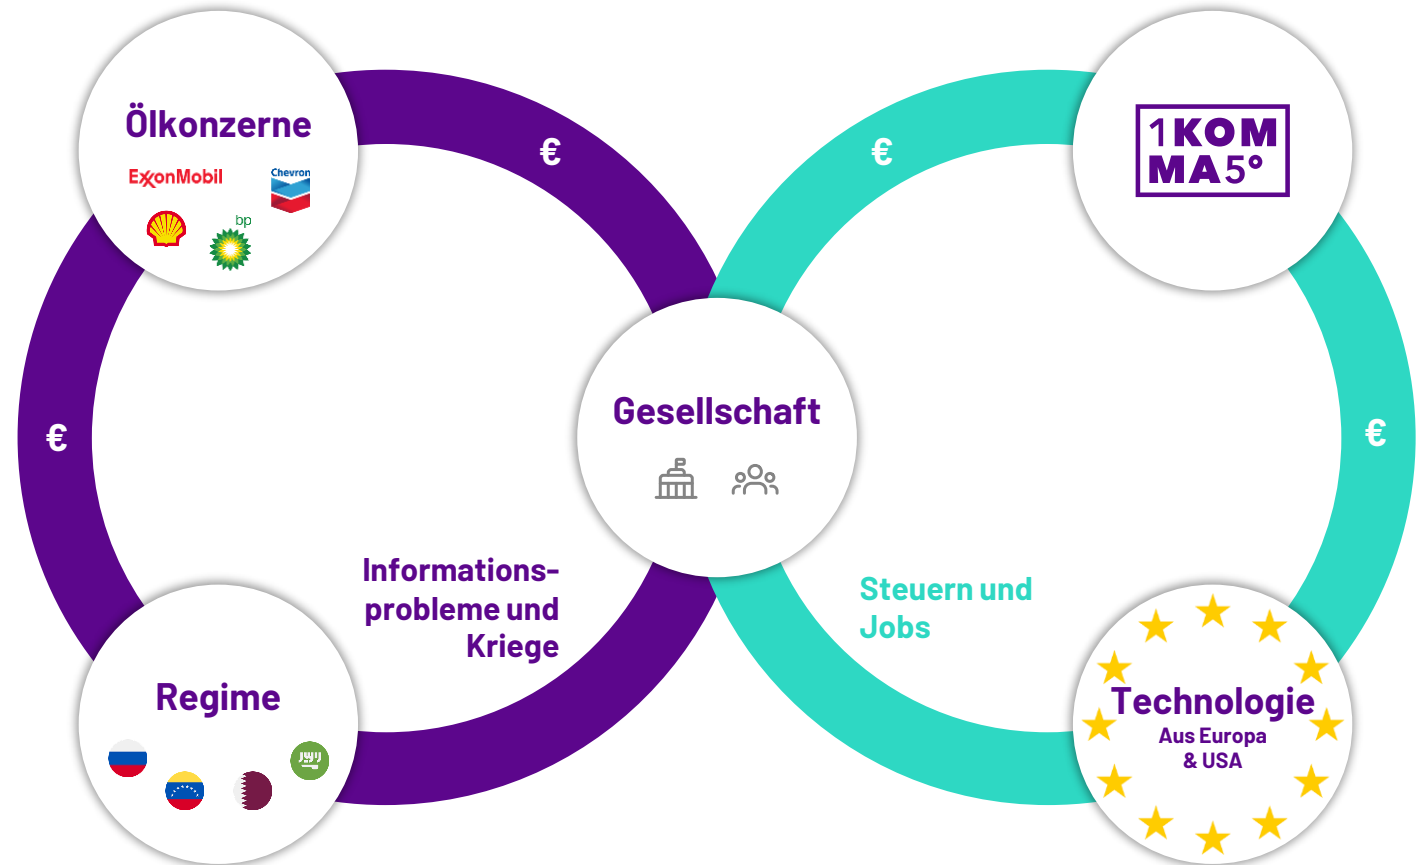 Ölkonzerne
ExxonMobil
Chevron
bp
€
€
1KOM
MA5°
Gesellschaft
€
€
Informations-
probleme und
Kriege
Steuern und
Jobs
Regime
Technologie
Aus Europa
& USA